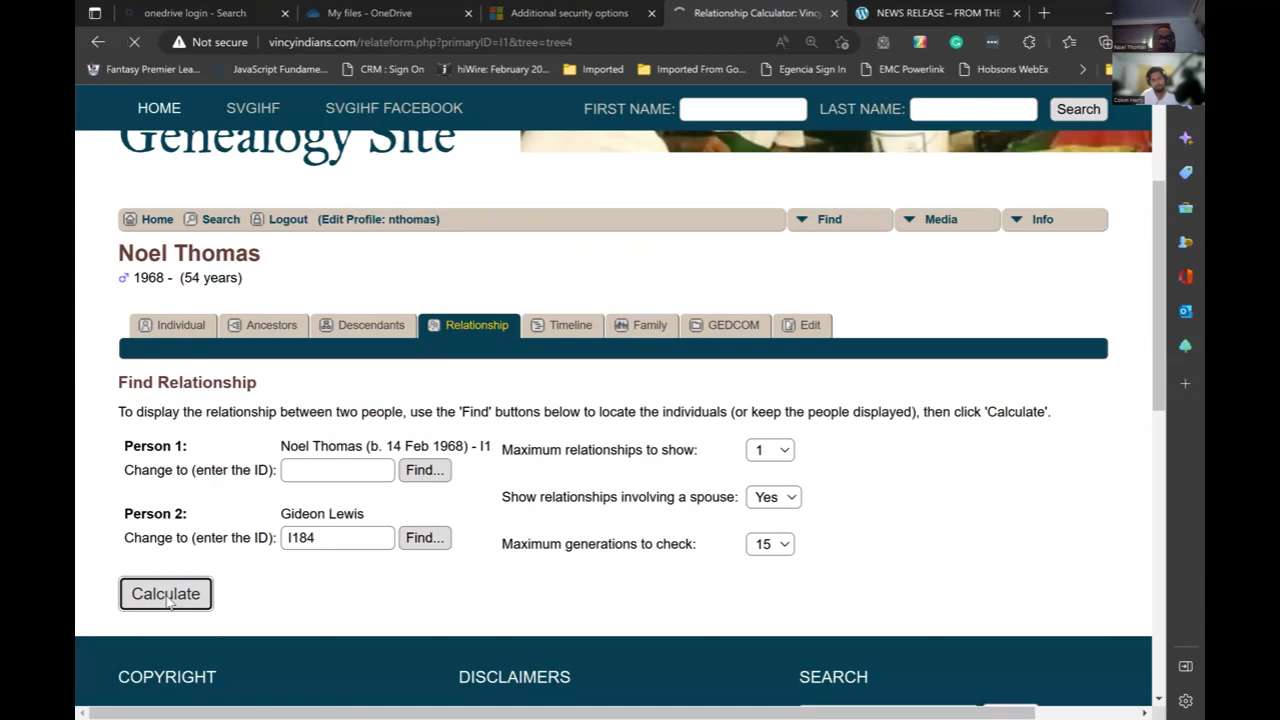 onedrive login - Search
My files - OneDrive
Additional security options
Relationship Calculator: Vincy
NEWS RELEASE – FROM THE
Not secure
vincyindians.com/relateform.php?primaryID=I1&tree=tree4
Fantasy Premier Lea...
JavaScript Fundame...
CRM : Sign On
hiWire: February 20...
Imported
Imported From Go...
Egencia Sign In
EMC Powerlink
Hobsons WebEx
Noel Thomas
Colvin Harry
HOME
SVGIHF
SVGIHF FACEBOOK
FIRST NAME:
LAST NAME:
Search
Genealogy Site
Home
Search
Logout
(Edit Profile: nthomas)
Find
Media
Info
Noel Thomas
♂ 1968 - (54 years)
Individual
Ancestors
Descendants
Relationship
Timeline
Family
GEDCOM
Edit
Find Relationship
To display the relationship between two people, use the 'Find' buttons below to locate the individuals (or keep the people displayed), then click 'Calculate'.
Person 1:
Noel Thomas (b. 14 Feb 1968) - I1
Change to (enter the ID):
Find...
Maximum relationships to show:
1
Show relationships involving a spouse:
Yes
Person 2:
Gideon Lewis
Change to (enter the ID):
I184
Find...
Maximum generations to check:
15
Calculate
COPYRIGHT
DISCLAIMERS
SEARCH